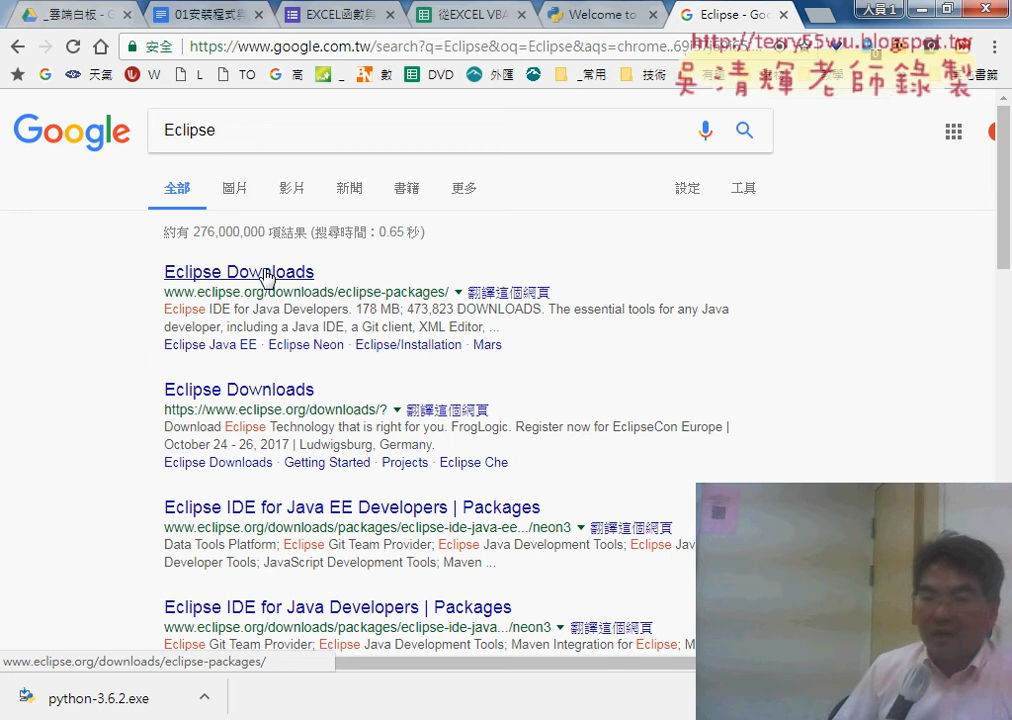 _雲端白板 - G
01安裝程式與
EXCEL函數與
從EXCEL VBA
Welcome to
Eclipse - Goo
人員 1
安全
https://www.google.com.tw/search?q=Eclipse&oq=Eclipse&aqs=chrome..69
http://terry55wu.blogspot.tw
天氣
W
L
TO
高
_
數
DVD
外匯
_常用
技術
吳清輝老師錄製
Google
Eclipse
全部
圖片
影片
新聞
書籍
更多
設定
工具
約有 276,000,000 項結果 (搜尋時間：0.65 秒)
Eclipse Downloads
www.eclipse.org/downloads/eclipse-packages/ 翻譯這個網頁
Eclipse IDE for Java Developers. 178 MB; 473,823 DOWNLOADS. The essential tools for any Java
developer, including a Java IDE, a Git client, XML Editor, ...
Eclipse Java EE · Eclipse Neon · Eclipse/Installation · Mars
Eclipse Downloads
https://www.eclipse.org/downloads/? 翻譯這個網頁
Download Eclipse Technology that is right for you. FrogLogic. Register now for EclipseCon Europe |
October 24 - 26, 2017 | Ludwigsburg, Germany.
Eclipse Downloads · Getting Started · Projects · Eclipse Che
Eclipse IDE for Java EE Developers | Packages
www.eclipse.org/downloads/packages/eclipse-ide-java-ee.../neon3 翻譯這個網頁
Data Tools Platform; Eclipse Git Team Provider; Eclipse Java Development Tools; Eclipse Jav
Developer Tools; JavaScript Development Tools; Maven ...
Eclipse IDE for Java Developers | Packages
www.eclipse.org/downloads/packages/eclipse-ide-java.../neon3 翻譯這個網頁
Eclipse Git Team Provider; Eclipse Java Development Tools; Maven Integration for Eclipse; M
www.eclipse.org/downloads/eclipse-packages/
python-3.6.2.exe